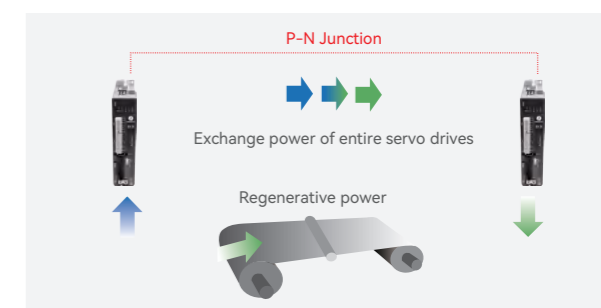 P-N Junction
Exchange power of entire servo drives
Regenerative power